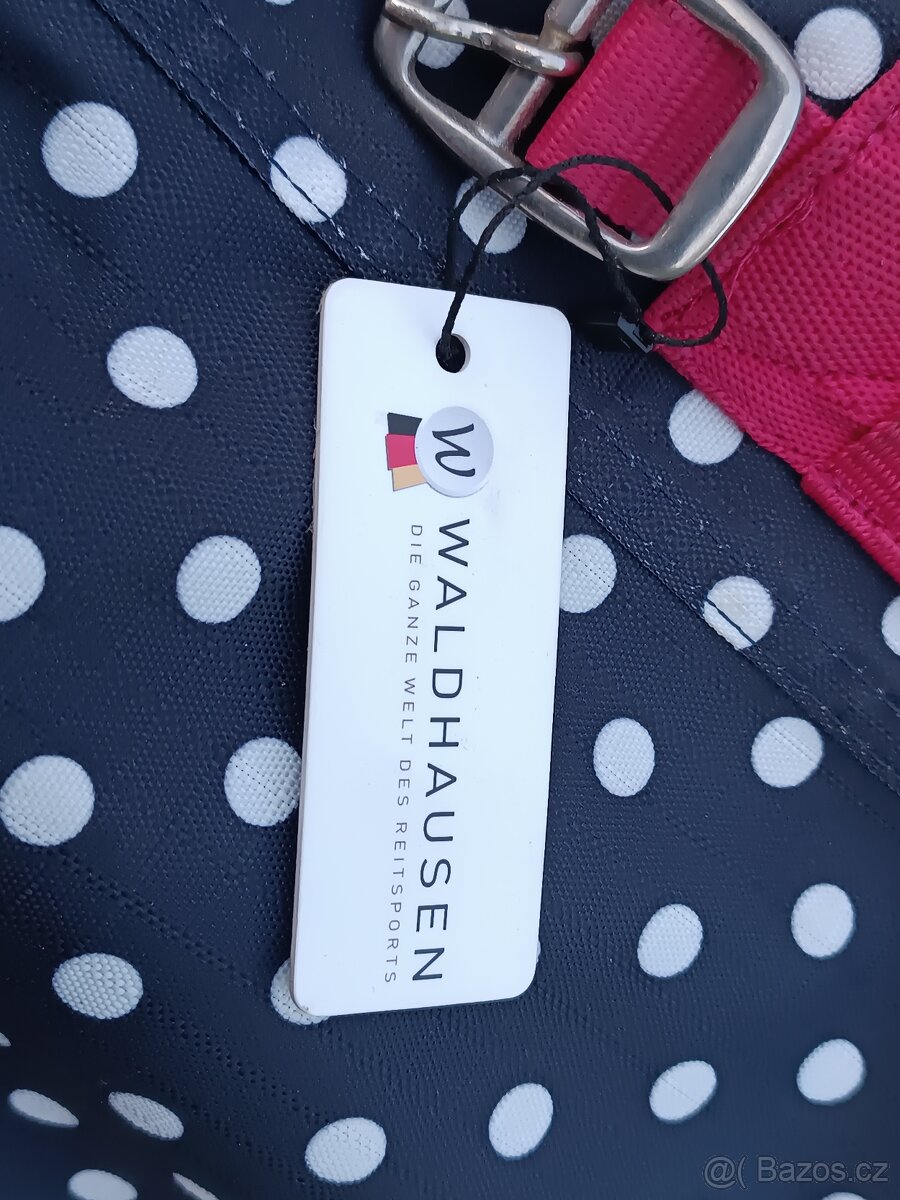 W
WALDHAUSEN
DIE GANZE WELT DES REITSPORTS
@( Bazos.cz